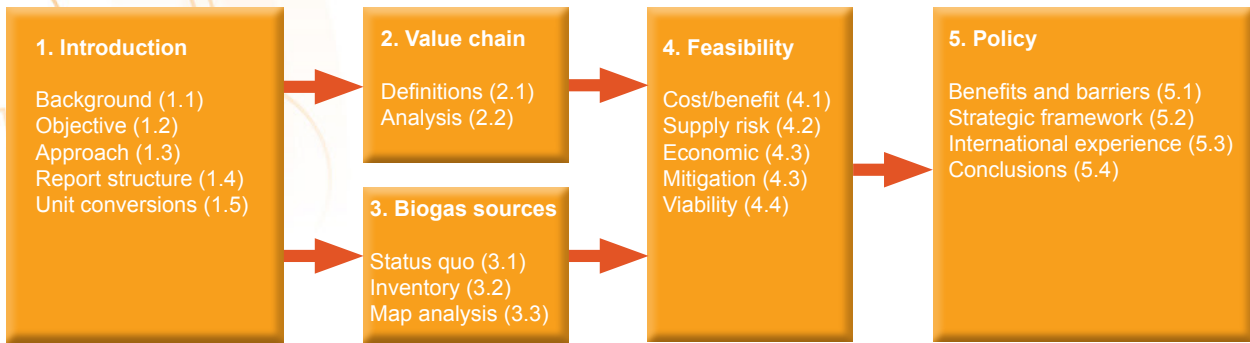 1. Introduction
Background (1.1)
Objective (1.2)
Approach (1.3)
Report structure (1.4)
Unit conversions (1.5)
2. Value chain
Definitions (2.1)
Analysis (2.2)
3. Biogas sources
Status quo (3.1)
Inventory (3.2)
Map analysis (3.3)
4. Feasibility
Cost/benefit (4.1)
Supply risk (4.2)
Economic (4.3)
Mitigation (4.3)
Viability (4.4)
5. Policy
Benefits and barriers (5.1)
Strategic framework (5.2)
International experience (5.3)
Conclusions (5.4)